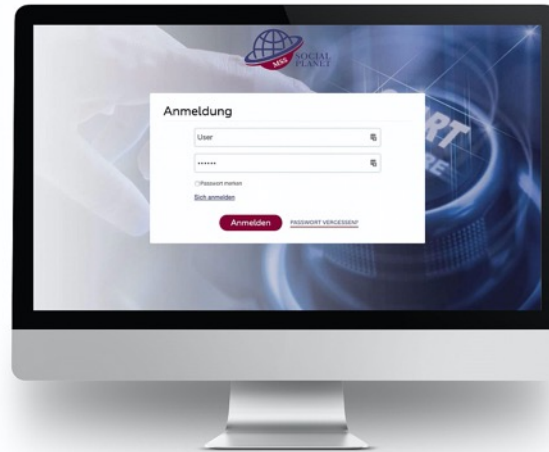 MSS
SOCIAL
PLANET
Anmeldung
User
Passwort merken
Sich anmelden
Anmelden
PASSWORT VERGESSEN?